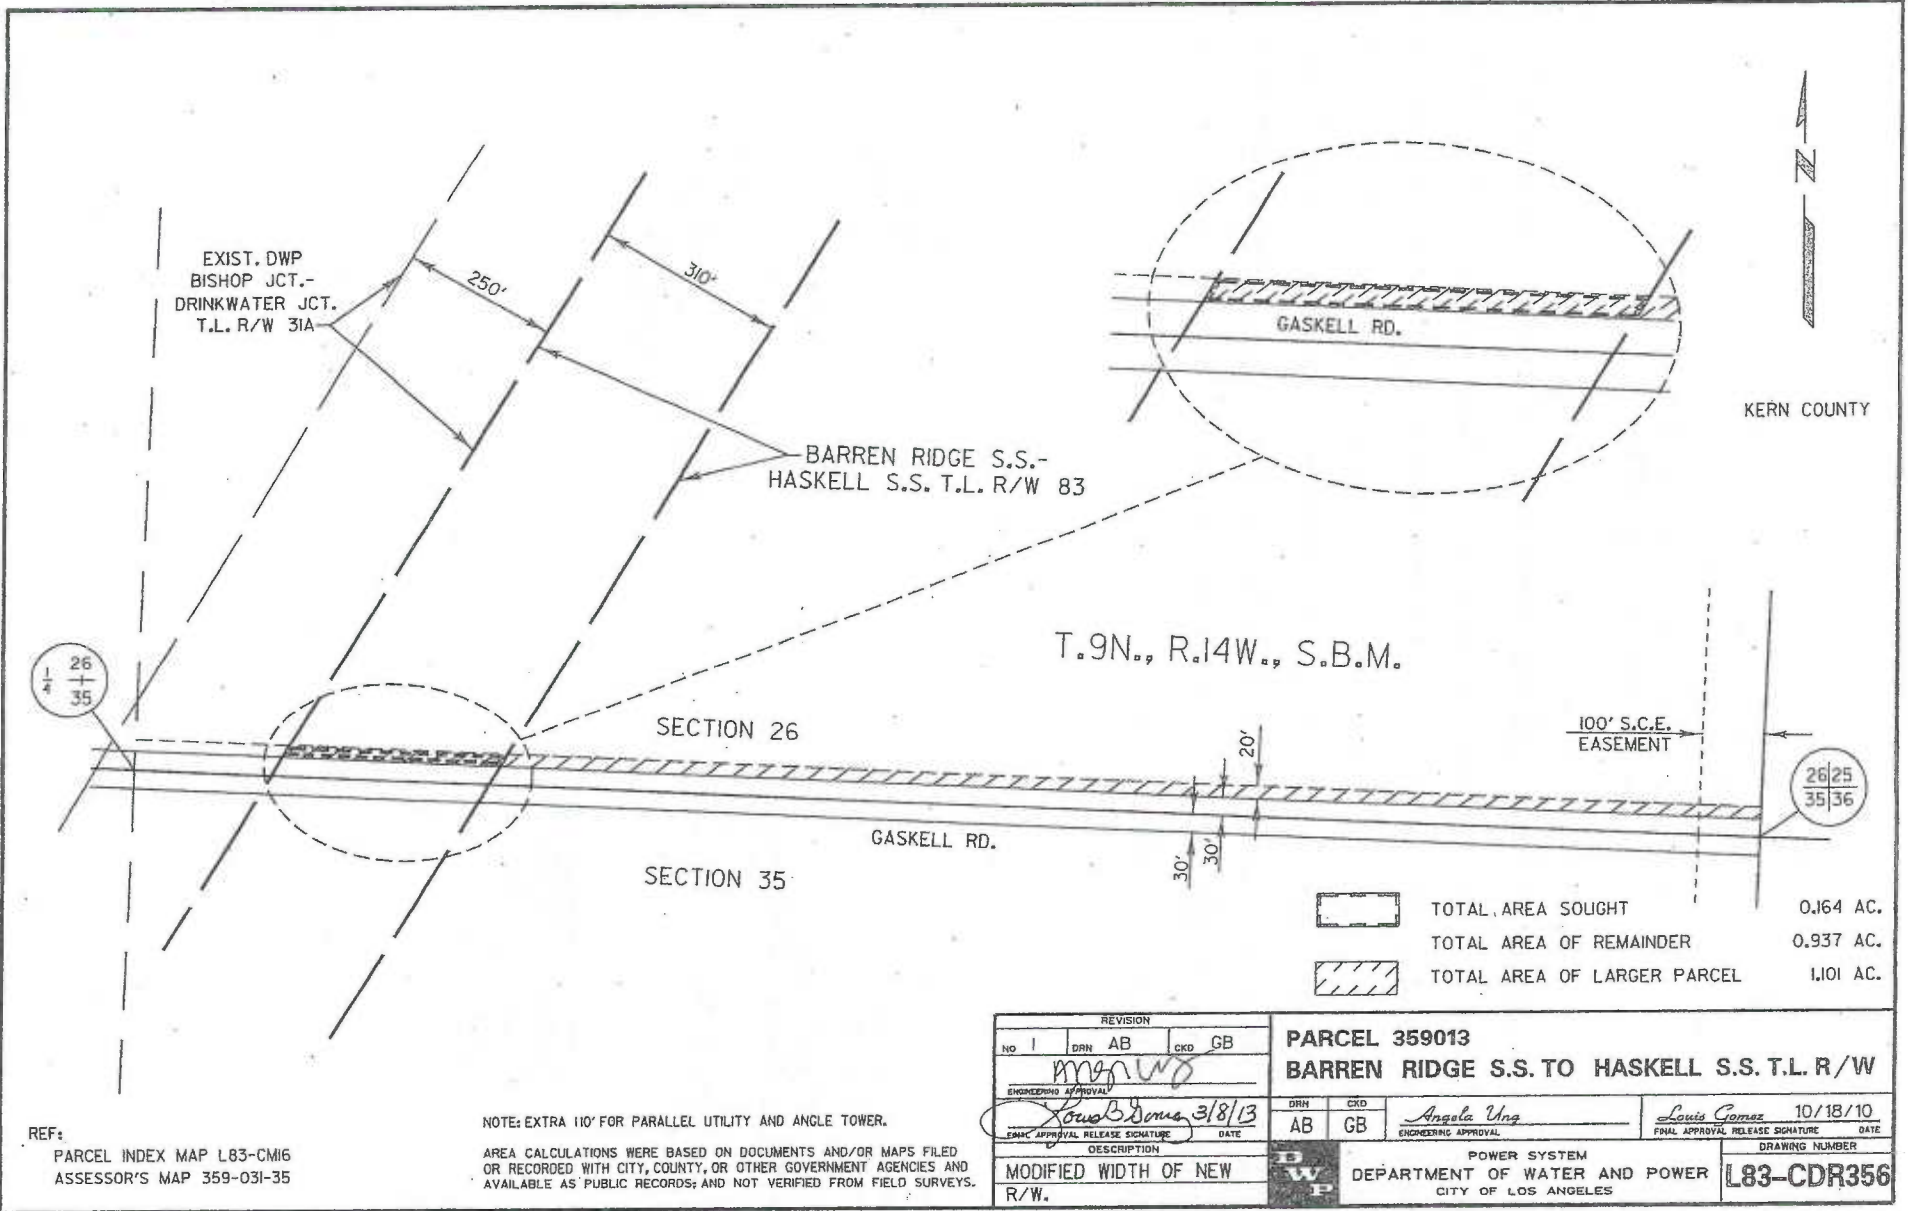 EXIST. DWP
BISHOP JCT.-
DRINKWATER JCT.
T.L. R/W 31A
250'
310'
BARREN RIDGE S.S.-
HASKELL S.S. T.L. R/W 83
GASKELL RD.
N
KERN COUNTY
T.9N., R.14W., S.B.M.
1/4 26
35
SECTION 26
GASKELL RD.
SECTION 35
20'
30'
30'
100' S.C.E.
EASEMENT
26 25
35 36
TOTAL AREA SOUGHT 0.164 AC.
TOTAL AREA OF REMAINDER 0.937 AC.
TOTAL AREA OF LARGER PARCEL 1.101 AC.
REF:
PARCEL INDEX MAP L83-CM16
ASSESSOR'S MAP 359-031-35
NOTE: EXTRA 110' FOR PARALLEL UTILITY AND ANGLE TOWER.
AREA CALCULATIONS WERE BASED ON DOCUMENTS AND/OR MAPS FILED
OR RECORDED WITH CITY, COUNTY, OR OTHER GOVERNMENT AGENCIES AND
AVAILABLE AS PUBLIC RECORDS; AND NOT VERIFIED FROM FIELD SURVEYS.
REVISION
NO 1 DRN AB CKD GB
ENGINEERING APPROVAL
3/8/13
FINAL APPROVAL RELEASE SIGNATURE DATE
DESCRIPTION
MODIFIED WIDTH OF NEW
R/W.
PARCEL 359013
BARREN RIDGE S.S. TO HASKELL S.S. T.L. R/W
DRN CKD
AB GB
Angela Ung
ENGINEERING APPROVAL
Louis Gomez 10/18/10
FINAL APPROVAL RELEASE SIGNATURE DATE
DWP
POWER SYSTEM
DEPARTMENT OF WATER AND POWER
CITY OF LOS ANGELES
DRAWING NUMBER
L83-CDR356